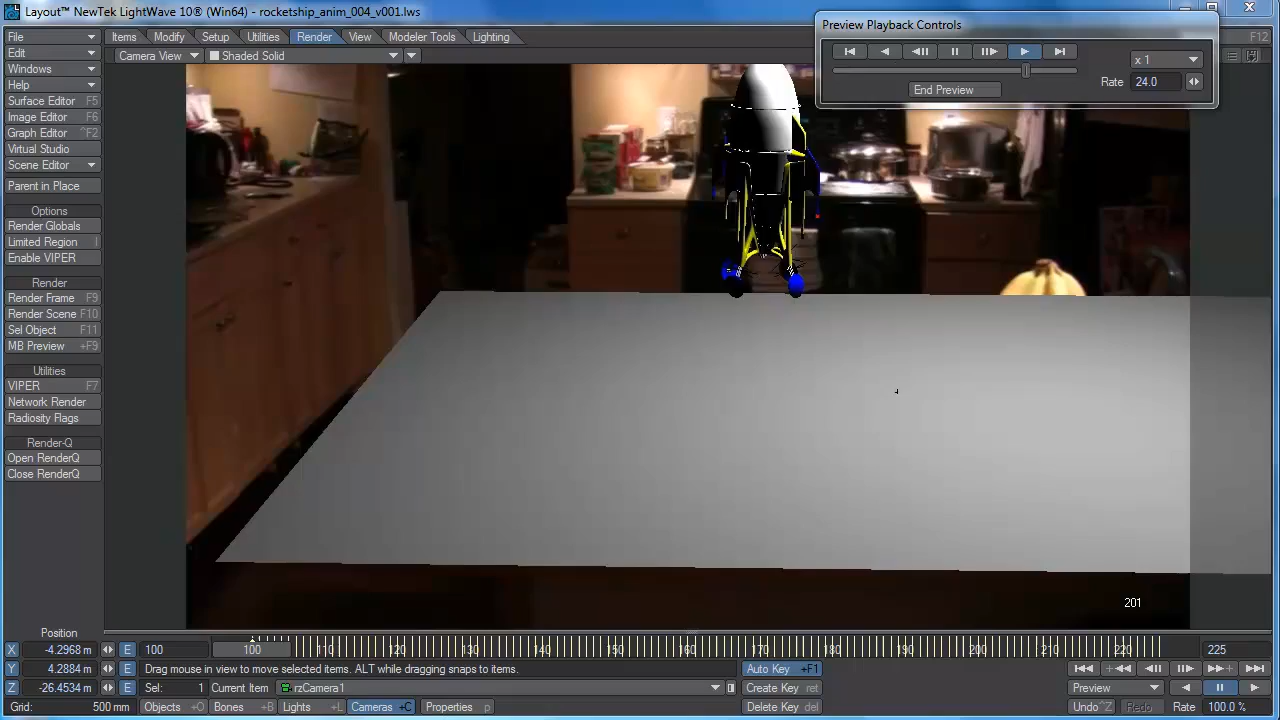 Layout™ NewTek LightWave 10® (Win64) - rocketship_anim_004_v001.lws
Preview Playback Controls
x 1
Rate 24.0
End Preview
File
Edit
Windows
Help
Surface Editor F5
Image Editor F6
Graph Editor ^F2
Virtual Studio
Scene Editor
Parent in Place
Options
Render Globals
Limited Region l
Enable VIPER
Render
Render Frame F9
Render Scene F10
Sel Object F11
MB Preview +F9
Utilities
VIPER F7
Network Render
Radiosity Flags
Render-Q
Open RenderQ
Close RenderQ
Items Modify Setup Utilities Render View Modeler Tools Lighting F12
Camera View Shaded Solid
201
Position
X -4.2968 m E 100 100 110 120 130 140 150 160 170 180 190 200 210 220 225
Y 4.2884 m E Drag mouse in view to move selected items. ALT while dragging snaps to items. Auto Key +F1
Z -26.4534 m E Sel: 1 Current Item rzCamera1 Create Key ret Preview
Grid: 500 mm Objects +O Bones +B Lights +L Cameras +C Properties p Delete Key del Undo ^Z Redo Rate 100.0 %